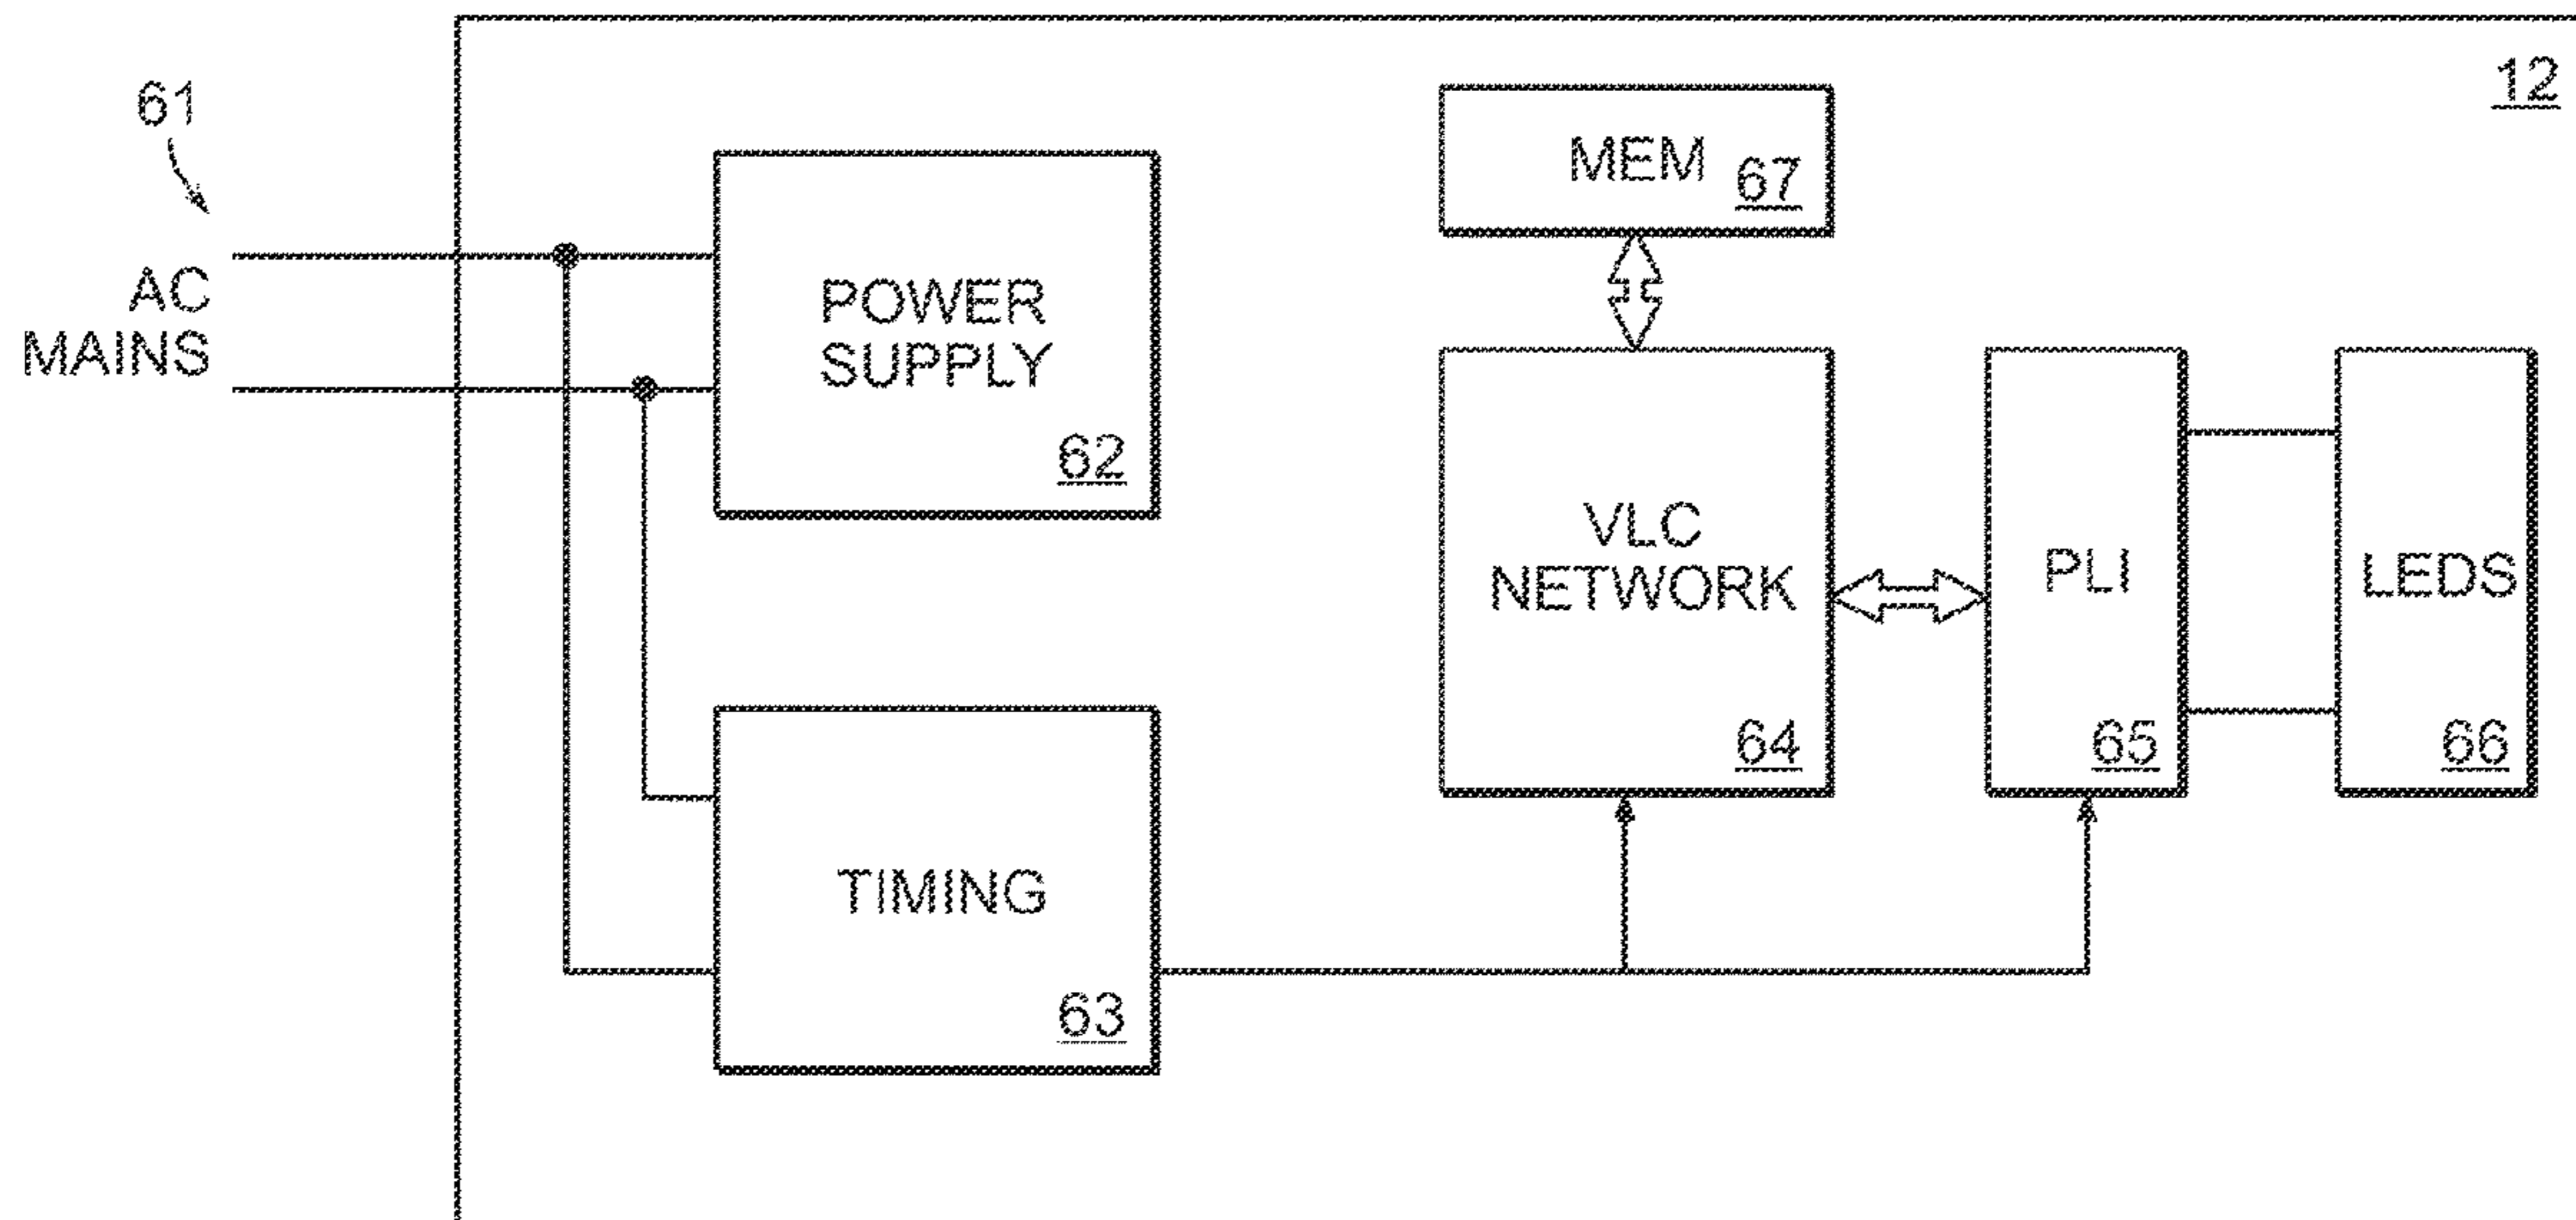 12
61
AC
MAINS
POWER
SUPPLY
62
MEM
67
VLC
NETWORK
64
PLI
65
LEDS
66
TIMING
63